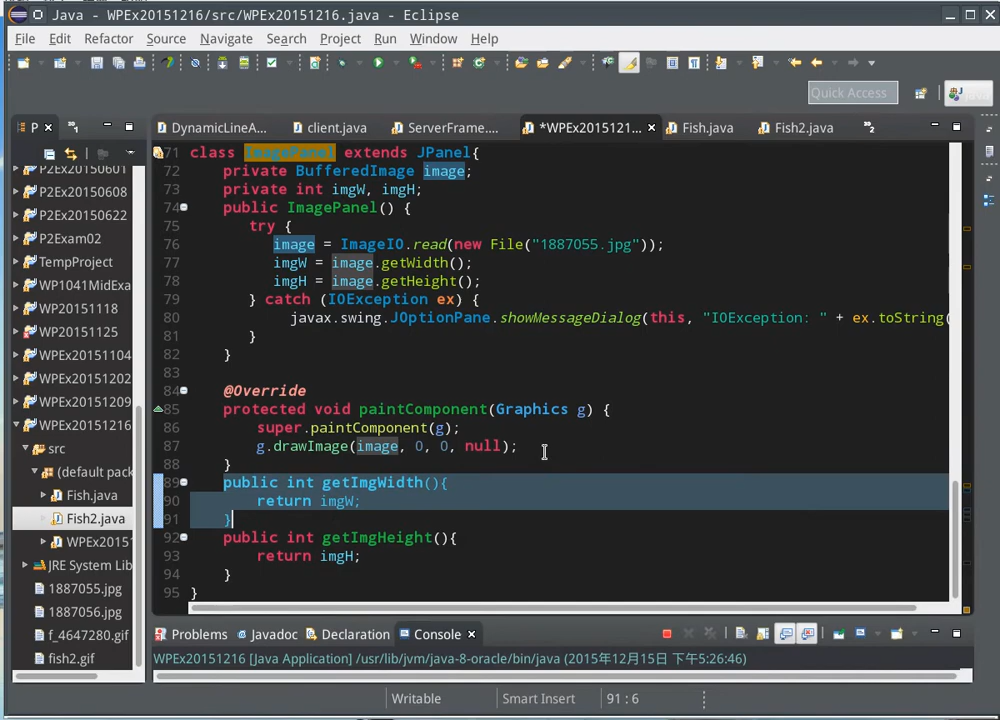 Java - WPEx20151216/src/WPEx20151216.java - Eclipse
File Edit Refactor Source Navigate Search Project Run Window Help
Quick Access
P
DynamicLineA...
client.java
ServerFrame....
*WPEx2015121...
Fish.java
Fish2.java
P2Ex20150601
P2Ex20150608
P2Ex20150622
P2Exam02
TempProject
WP1041MidExa
WP20151118
WP20151125
WPEx20151104
WPEx20151202
WPEx20151209
WPEx20151216
src
(default pack
Fish.java
Fish2.java
WPEx20151
JRE System Lib
1887055.jpg
1887056.jpg
f_4647280.gif
fish2.gif
71 class ImagePanel extends JPanel{
72 private BufferedImage image;
73 private int imgW, imgH;
74 public ImagePanel() {
75 try {
76 image = ImageIO.read(new File("1887055.jpg"));
77 imgW = image.getWidth();
78 imgH = image.getHeight();
79 } catch (IOException ex) {
80 javax.swing.JOptionPane.showMessageDialog(this, "IOException: " + ex.toString(
81 }
82 }
83
84 @Override
85 protected void paintComponent(Graphics g) {
86 super.paintComponent(g);
87 g.drawImage(image, 0, 0, null);
88 }
89 public int getImgWidth(){
90 return imgW;
91 }
92 public int getImgHeight(){
93 return imgH;
94 }
95 }
Problems Javadoc Declaration Console
WPEx20151216 [Java Application] /usr/lib/jvm/java-8-oracle/bin/java (2015年12月15日 下午5:26:46)
Writable Smart Insert 91 : 6